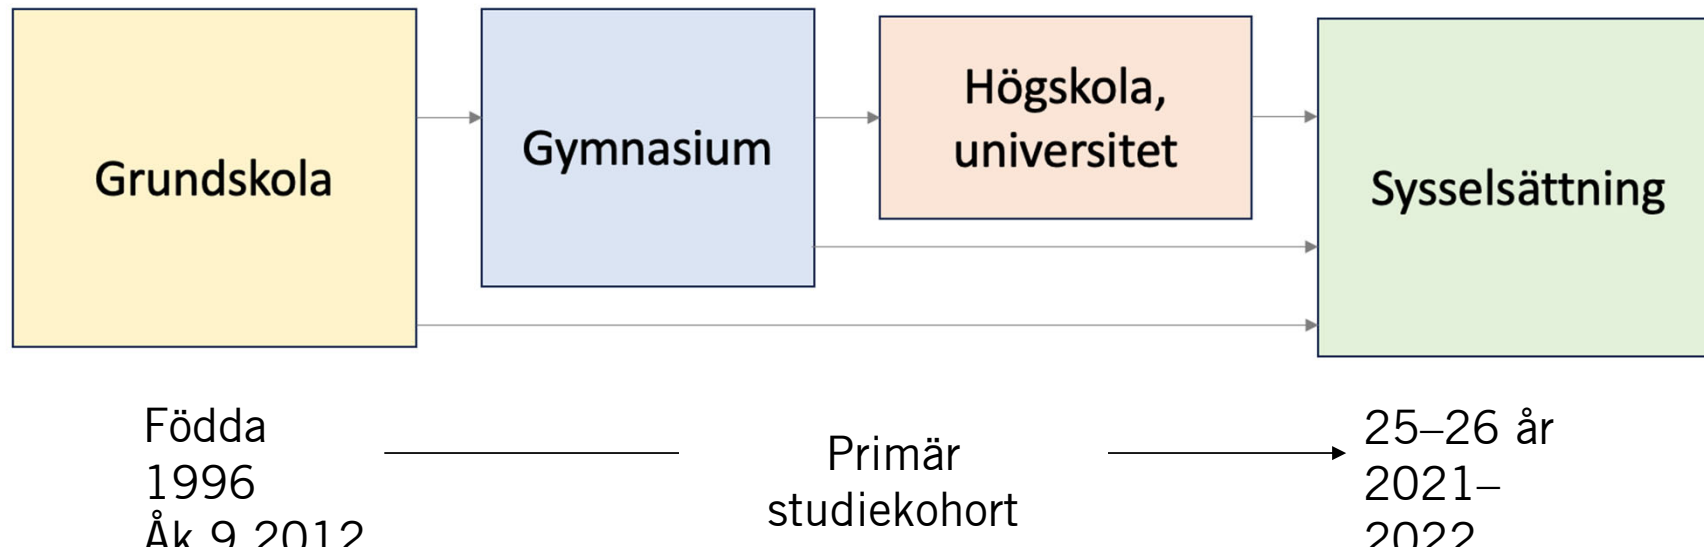 Grundskola
Gymnasium
Högskola,
universitet
Sysselsättning
Födda
1996
Åk 9 2012
Primär
studiekohort
25–26 år
2021–
2022